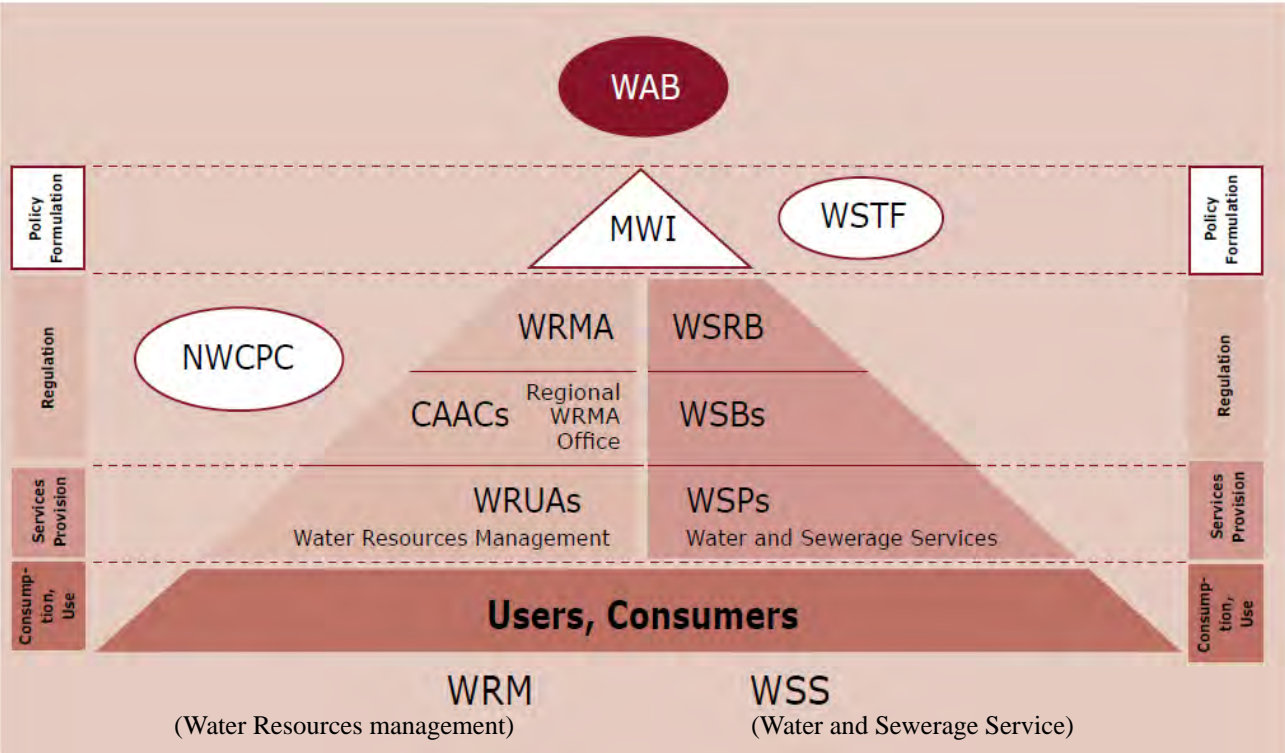 WAB
Policy
Formulation
MWI
WSTF
Policy
Formulation
Regulation
NWCPC
WRMA
WSRB
CAACs
Regional
WRMA
Office
WSBs
Regulation
Services
Provision
WRUAs
Water Resources Management
WSPs
Water and Sewerage Services
Services
Provision
Consump-
tion,
Use
Users, Consumers
Consump-
tion,
Use
WRM
(Water Resources management)
WSS
(Water and Sewerage Service)